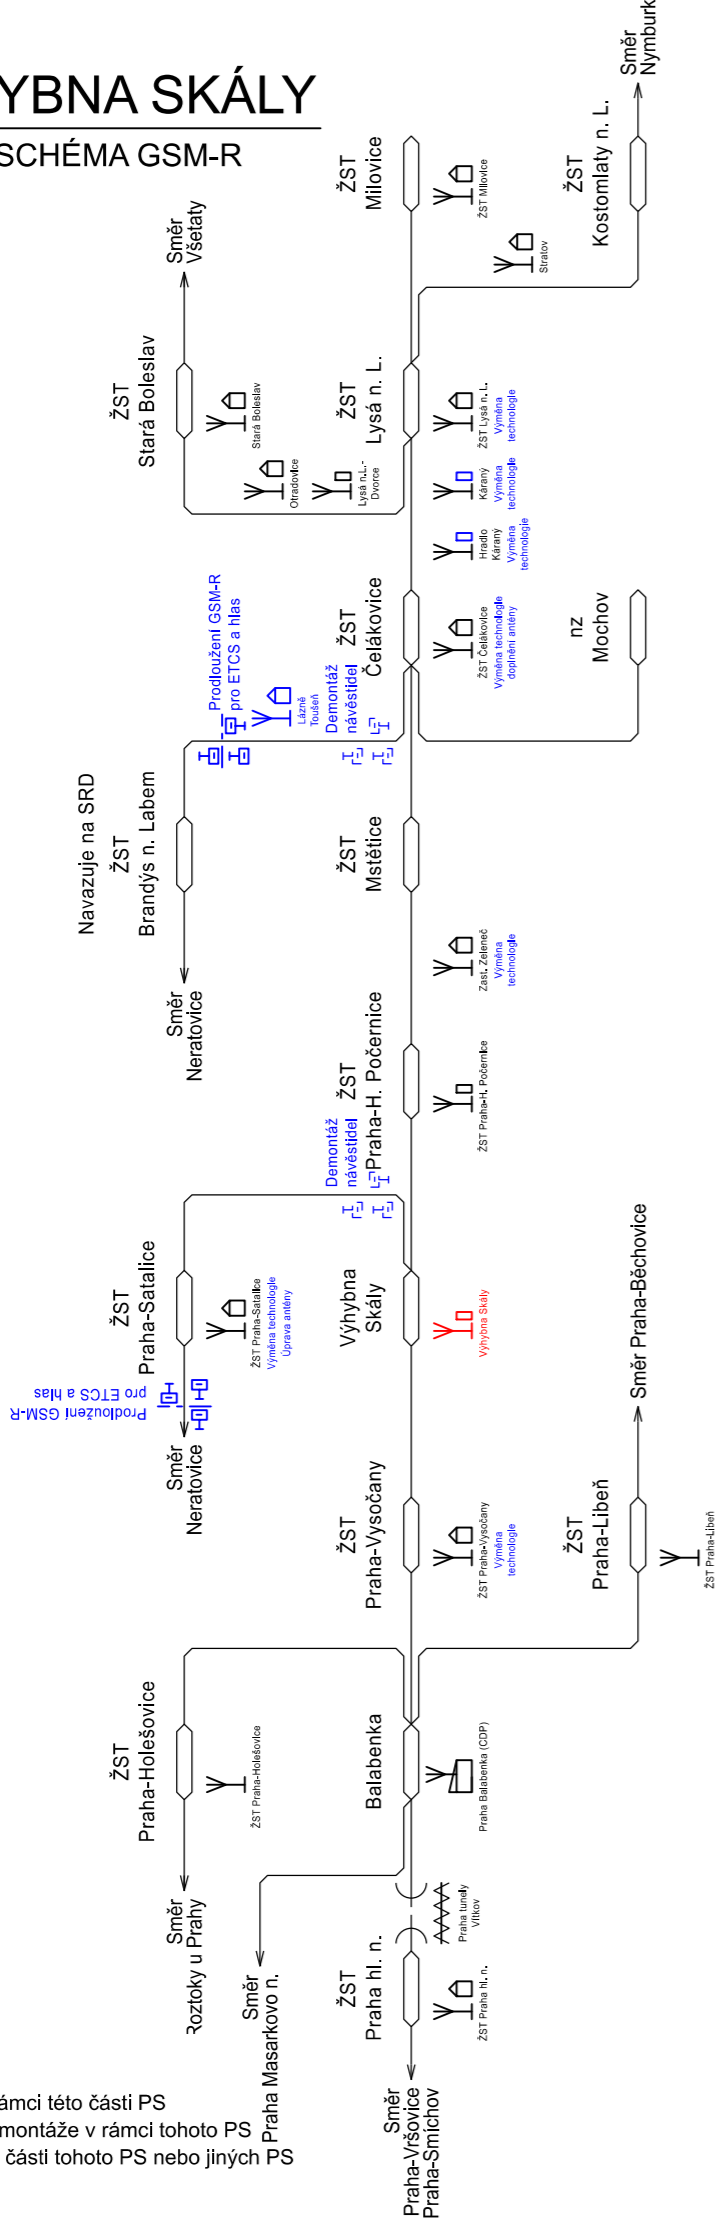 YBNA SKÁLY
SCHÉMA GSM-R
Směr
Nymburk
ŽST
Kostomlaty n. L.
ŽST
Milovice
ŽST Milovice
Stratov
Směr
Všetaty
ŽST
Stará Boleslav
Stará Boleslav
Otradovice
Lysá n.L.-
Dvorce
ŽST
Lysá n. L.
ŽST Lysá n. L.
Výměna
technologie
Káraný
Výměna
technologie
Hradlo
Káraný
Výměna
technologie
Prodloužení GSM-R
pro ETCS a hlas
Lázně
Toušeň
Demontáž
návěstidel
ŽST
Čelákovice
ŽST Čelákovice
Výměna technologie
doplnění antény
nz
Mochov
Navazuje na SRD
ŽST
Brandýs n. Labem
Směr
Neratovice
ŽST
Mstětice
Zast. Zeleneč
Výměna
technologie
ŽST
Praha-H. Počernice
ŽST Praha-H. Počernice
Demontáž
návěstidel
ŽST
Praha-Satalice
ŽST Praha-Satalice
Výměna technologie
Úprava antény
Prodloužení GSM-R
pro ETCS a hlas
Směr
Neratovice
Výhybna
Skály
Výhybna Skály
Směr Praha-Běchovice
ŽST
Praha-Vysočany
ŽST Praha-Vysočany
Výměna
technologie
ŽST
Praha-Libeň
ŽST Praha-Libeň
ŽST
Praha-Holešovice
ŽST Praha-Holešovice
Balabenka
Praha Balabenka (CDP)
Směr
Roztoky u Prahy
Směr
Praha Masarkovo n.
Praha tunely
Vítkov
ŽST
Praha hl. n.
ŽST Praha hl. n.
Směr
Praha-Vršovice
Praha-Smíchov
rámci této části PS
montáže v rámci tohoto PS
části tohoto PS nebo jiných PS